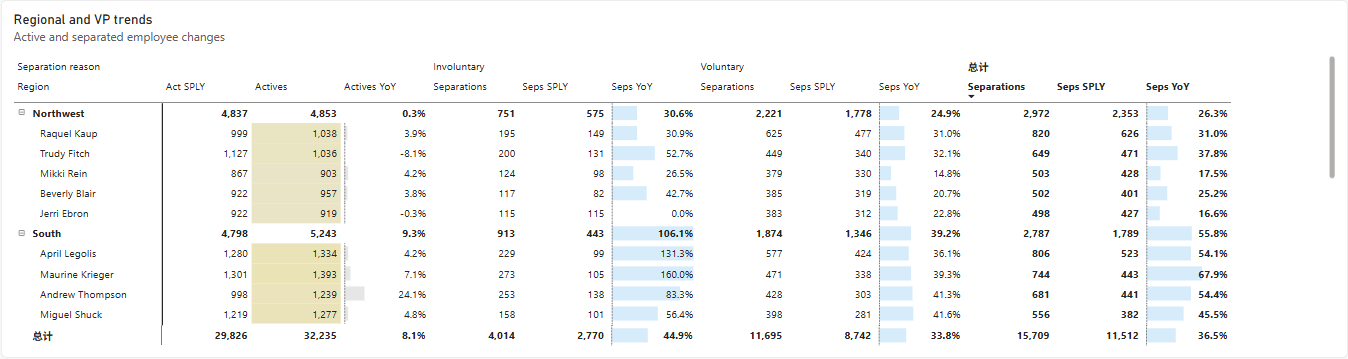 Regional and VP trends
Active and separated employee changes
Separation reason Involuntary Voluntary 总计
Region Act SPLY Actives Actives YoY Separations Seps SPLY Seps YoY Separations Seps SPLY Seps YoY Separations Seps SPLY Seps YoY
Northwest 4,837 4,853 0.3% 751 575 30.6% 2,221 1,778 24.9% 2,972 2,353 26.3%
Raquel Kaup 999 1,038 3.9% 195 149 30.9% 625 477 31.0% 820 626 31.0%
Trudy Fitch 1,127 1,036 -8.1% 200 131 52.7% 449 340 32.1% 649 471 37.8%
Mikki Rein 867 903 4.2% 124 98 26.5% 379 330 14.8% 503 428 17.5%
Beverly Blair 922 957 3.8% 117 82 42.7% 385 319 20.7% 502 401 25.2%
Jerri Ebron 922 919 -0.3% 115 115 0.0% 383 312 22.8% 498 427 16.6%
South 4,798 5,243 9.3% 913 443 106.1% 1,874 1,346 39.2% 2,787 1,789 55.8%
April Legolis 1,280 1,334 4.2% 229 99 131.3% 577 424 36.1% 806 523 54.1%
Maurine Krieger 1,301 1,393 7.1% 273 105 160.0% 471 338 39.3% 744 443 67.9%
Andrew Thompson 998 1,239 24.1% 253 138 83.3% 428 303 41.3% 681 441 54.4%
Miguel Shuck 1,219 1,277 4.8% 158 101 56.4% 398 281 41.6% 556 382 45.5%
总计 29,826 32,235 8.1% 4,014 2,770 44.9% 11,695 8,742 33.8% 15,709 11,512 36.5%